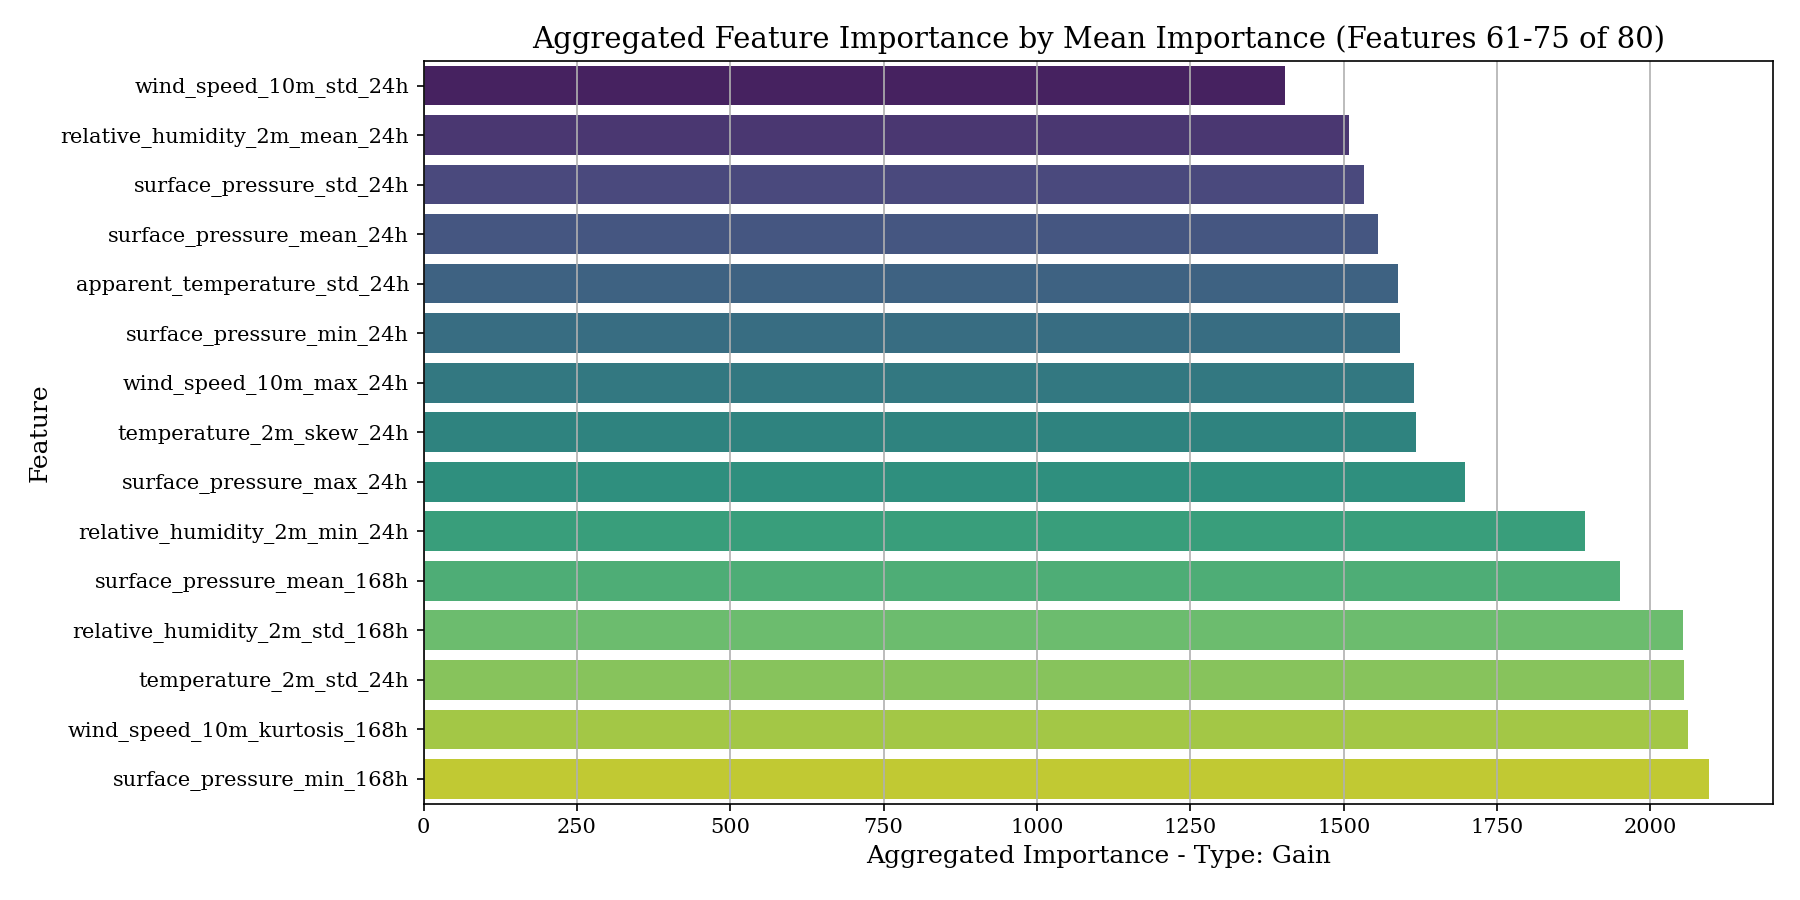 Aggregated Feature Importance by Mean Importance (Features 61-75 of 80)
Feature
wind_speed_10m_std_24h
relative_humidity_2m_mean_24h
surface_pressure_std_24h
surface_pressure_mean_24h
apparent_temperature_std_24h
surface_pressure_min_24h
wind_speed_10m_max_24h
temperature_2m_skew_24h
surface_pressure_max_24h
relative_humidity_2m_min_24h
surface_pressure_mean_168h
relative_humidity_2m_std_168h
temperature_2m_std_24h
wind_speed_10m_kurtosis_168h
surface_pressure_min_168h
0 250 500 750 1000 1250 1500 1750 2000
Aggregated Importance - Type: Gain